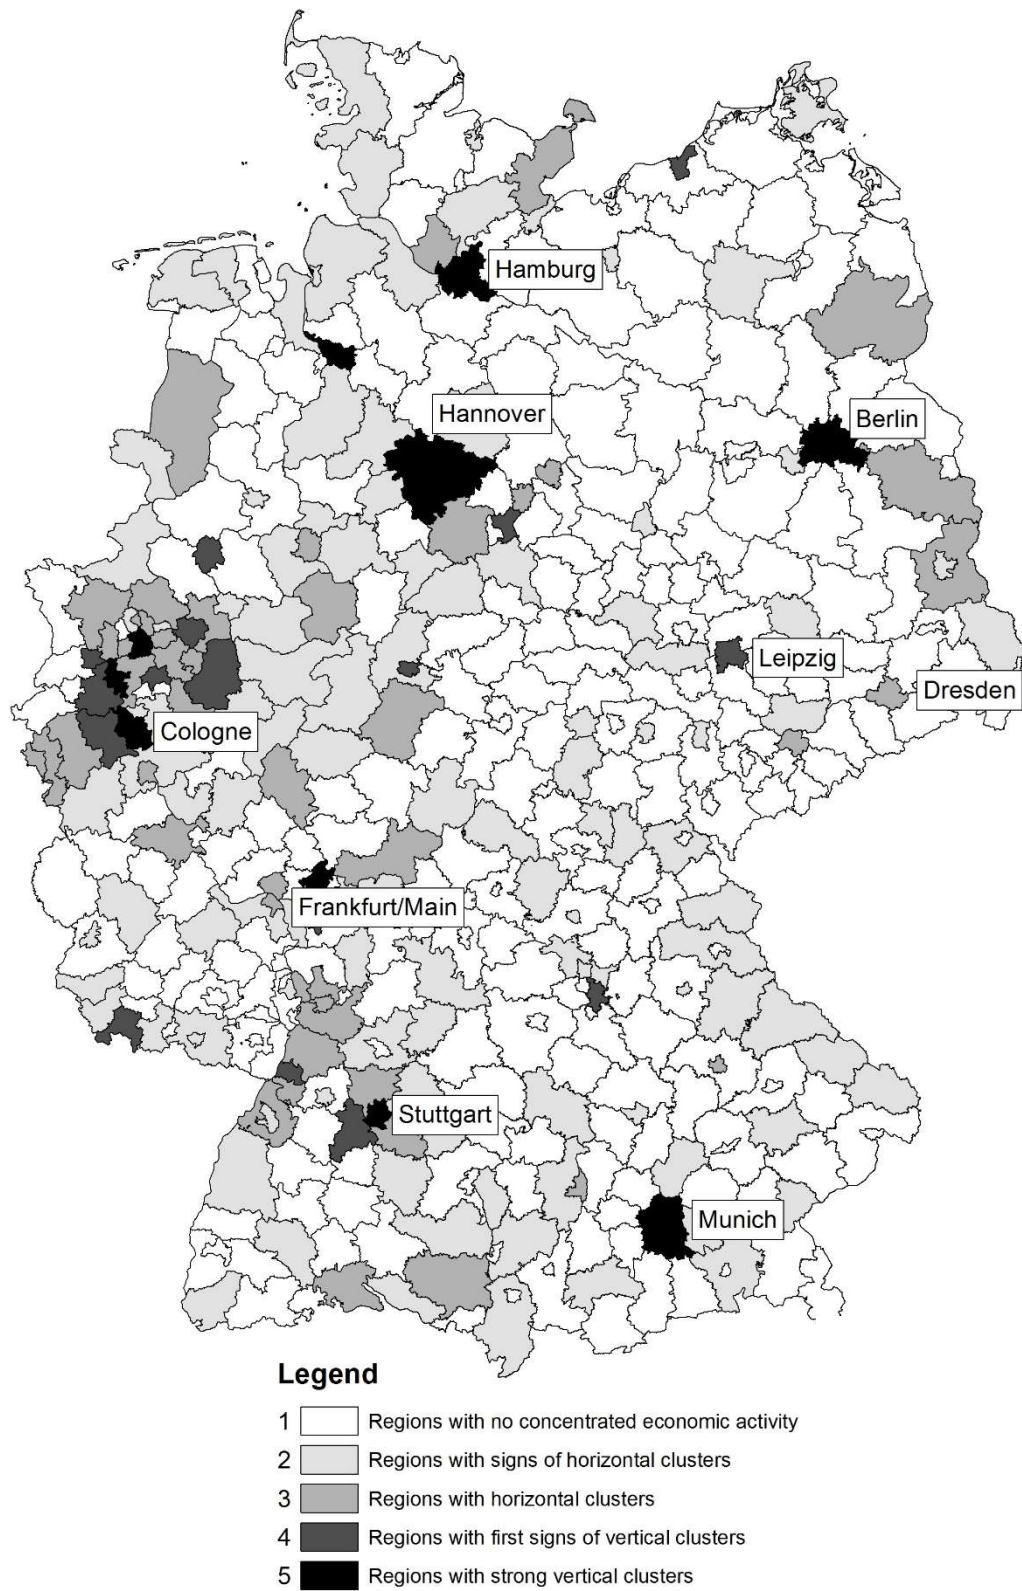 Hamburg
Hannover
Berlin
Leipzig
Dresden
Cologne
Frankfurt/Main
Stuttgart
Munich
Legend
1 Regions with no concentrated economic activity
2 Regions with signs of horizontal clusters
3 Regions with horizontal clusters
4 Regions with first signs of vertical clusters
5 Regions with strong vertical clusters